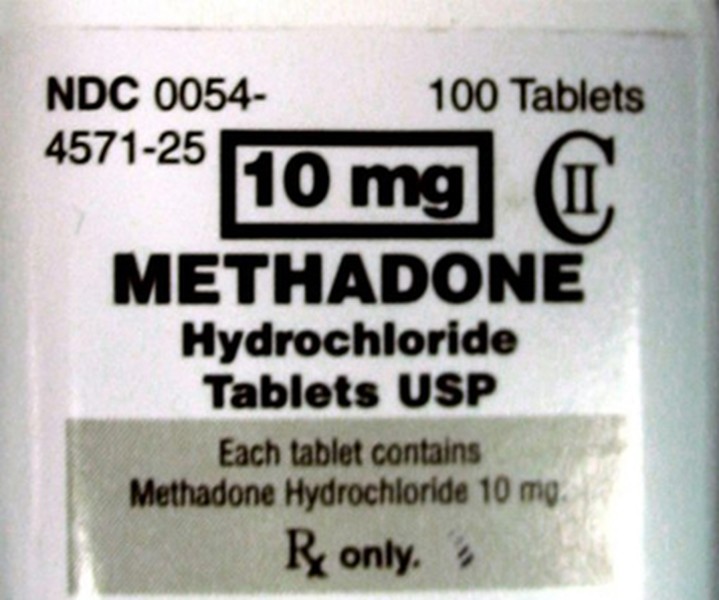 NDC 0054- 100 Tablets
4571-25 10 mg CII
METHADONE
Hydrochloride
Tablets USP
Each tablet contains
Methadone Hydrochloride 10 mg.
Rx only.